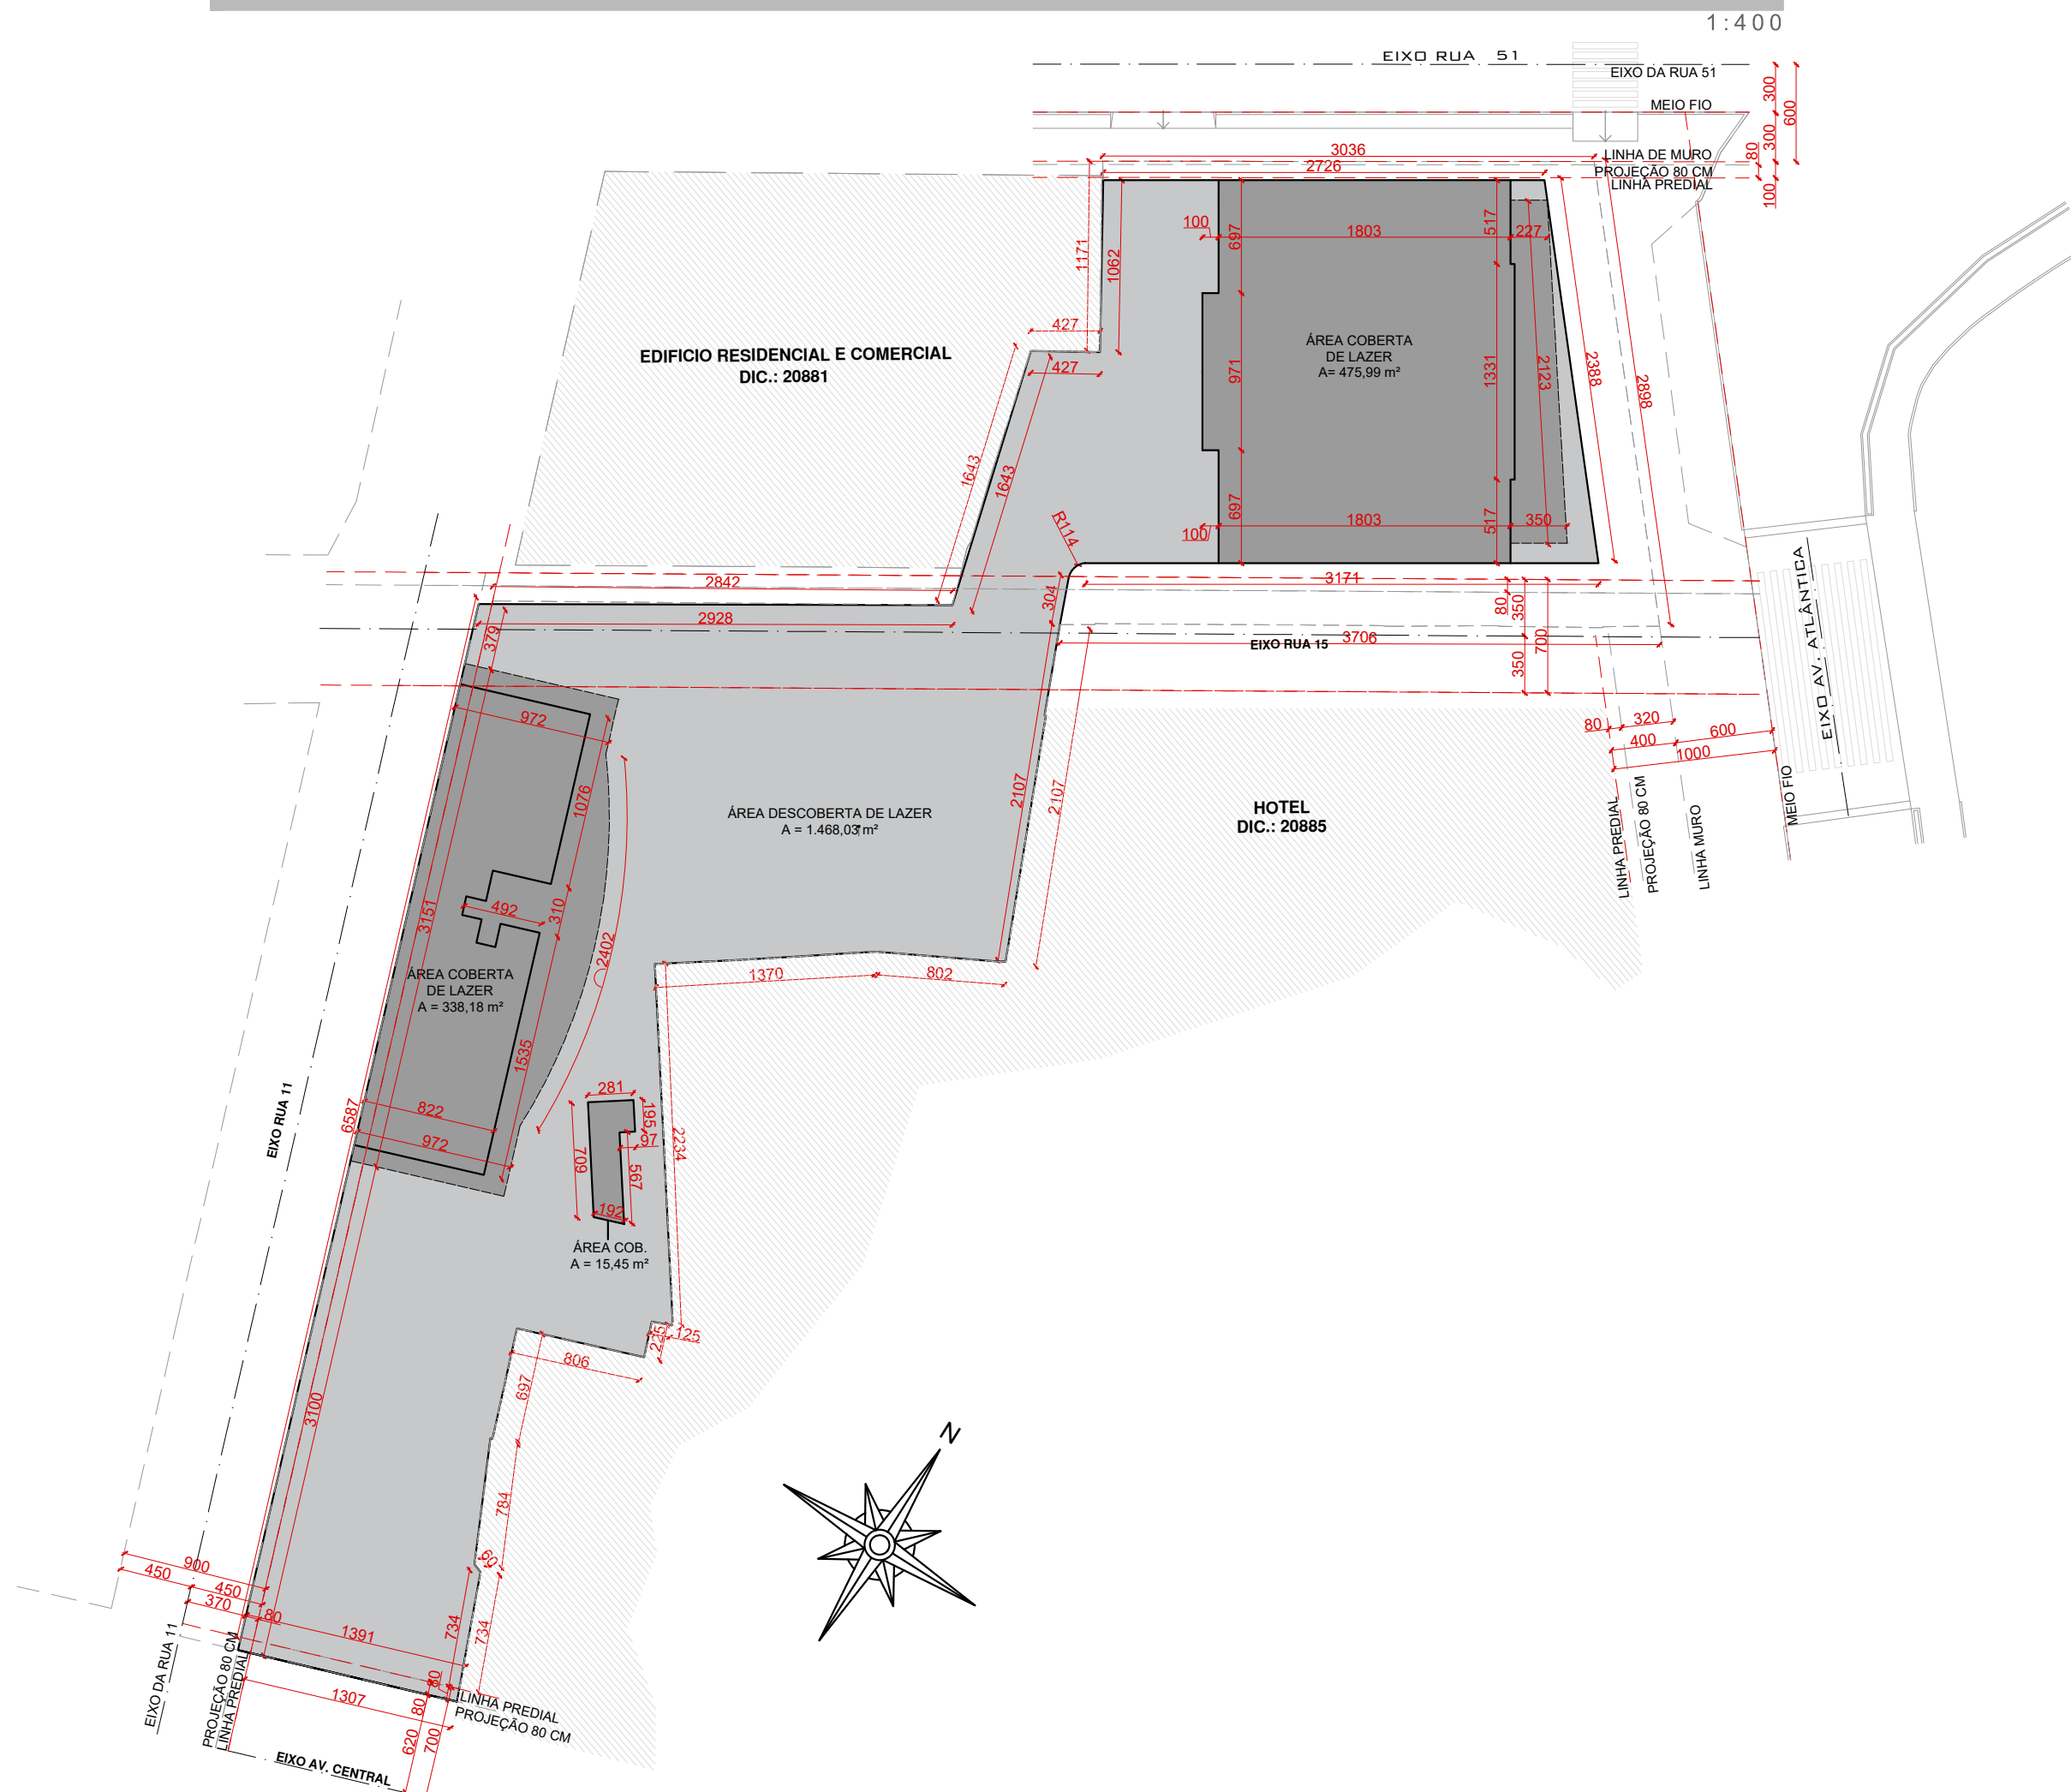 1:400
EIXO RUA 51
EIXO DA RUA 51
MEIO FIO
300
600
300
80
100
3036
LINHA DE MURO
2726
PROJEÇÃO 80 CM
LINHA PREDIAL
1171
1062
100
697
1803
517
227
427
427
EDIFICIO RESIDENCIAL E COMERCIAL
DIC.: 20881
ÁREA COBERTA
DE LAZER
A= 475,99 m²
971
1331
2123
2388
2898
1643
1643
697
517
100
1803
350
R114
2842
304
3171
80
350
700
350
2928
379
EIXO RUA 15
3706
EIXO AV. ATLÂNTICA
972
80
320
400
600
1000
1076
2107
2107
ÁREA DESCOBERTA DE LAZER
A = 1.468,03 m²
HOTEL
DIC.: 20885
LINHA PREDIAL
PROJEÇÃO 80 CM
LINHA MURO
MEIO FIO
3151
492
310
2402
ÁREA COBERTA
DE LAZER
A = 338,18 m²
1370
802
1535
EIXO RUA 11
6587
822
972
281
195
97
709
567
192
2234
ÁREA COB.
A = 15,45 m²
225
125
806
697
3100
784
60
N
900
450
450
370
80
1391
734
734
EIXO DA RUA 11
PROJEÇÃO 80 CM
LINHA PREDIAL
1307
80
80
LINHA PREDIAL
PROJEÇÃO 80 CM
620
700
EIXO AV. CENTRAL